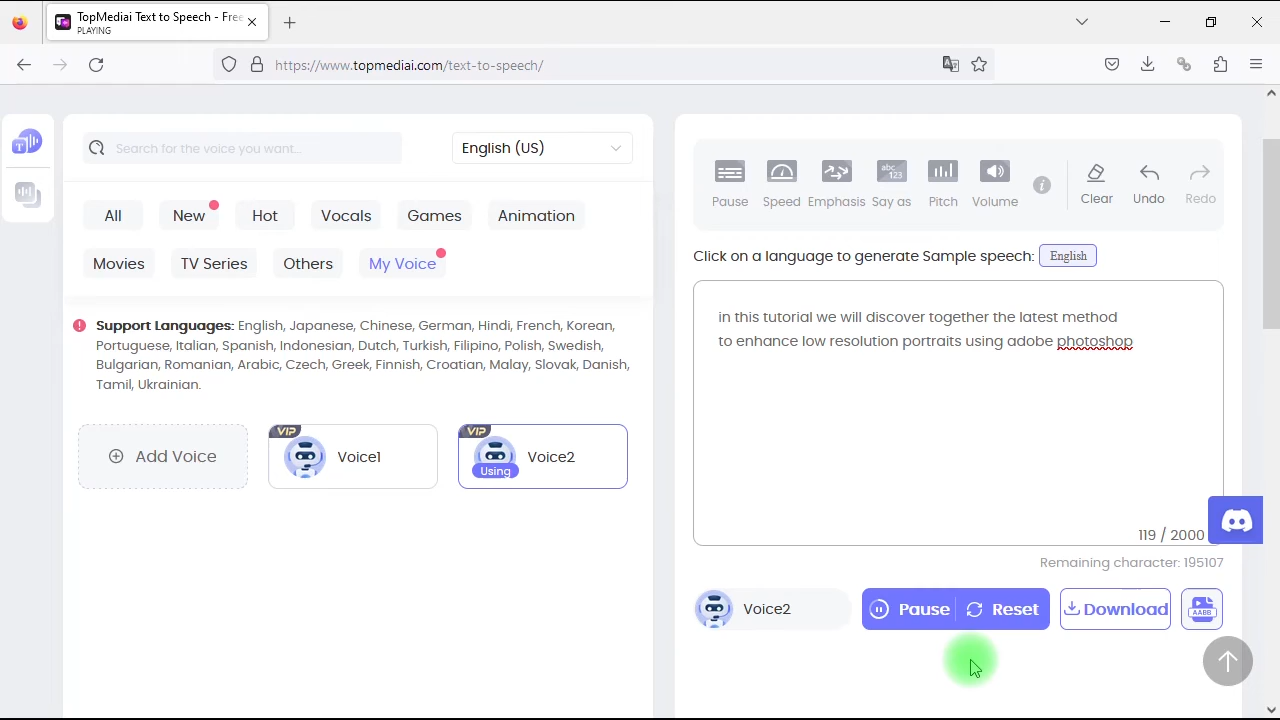 TopMediai Text to Speech - Free
PLAYING
https://www.topmediai.com/text-to-speech/
Search for the voice you want...
English (US)
All
New
Hot
Vocals
Games
Animation
Movies
TV Series
Others
My Voice
Support Languages: English, Japanese, Chinese, German, Hindi, French, Korean,
Portuguese, Italian, Spanish, Indonesian, Dutch, Turkish, Filipino, Polish, Swedish,
Bulgarian, Romanian, Arabic, Czech, Greek, Finnish, Croatian, Malay, Slovak, Danish,
Tamil, Ukrainian.
Add Voice
VIP
Voice1
VIP
Using
Voice2
abc
123
Pause
Speed
Emphasis
Say as
Pitch
Volume
Clear
Undo
Redo
Click on a language to generate Sample speech:
English
in this tutorial we will discover together the latest method
to enhance low resolution portraits using adobe photoshop
119 / 2000
Remaining character: 195107
Voice2
Pause
Reset
Download
AABB